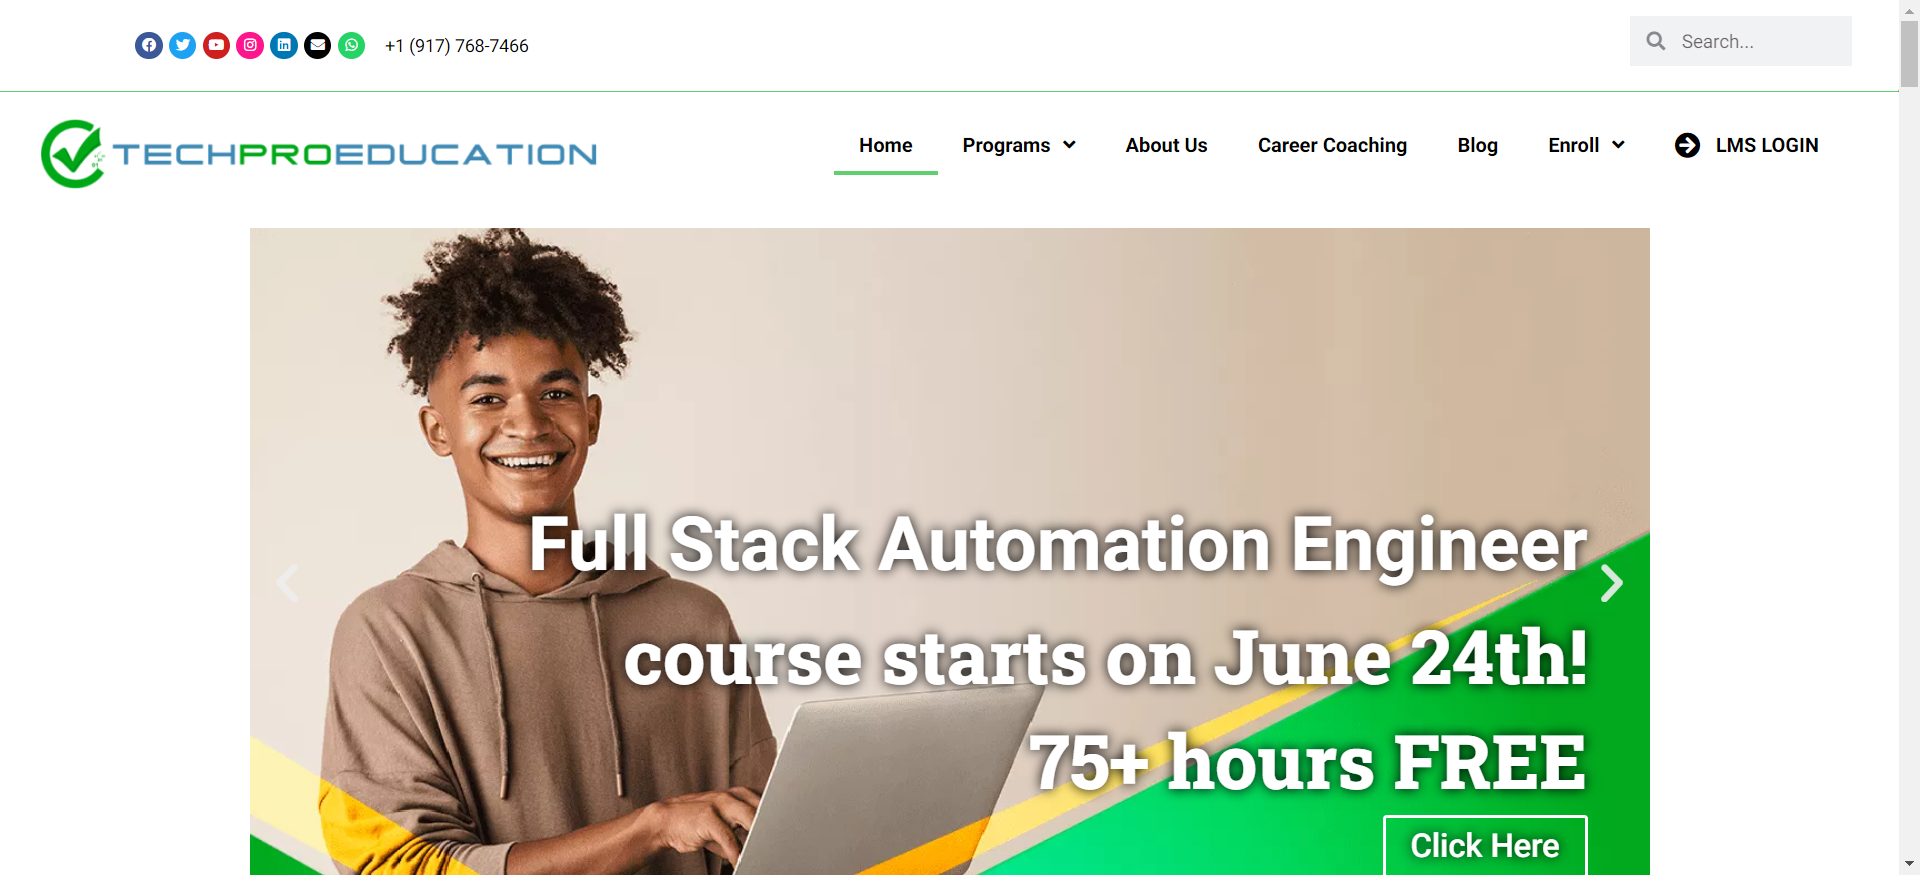 +1 (917) 768-7466
Search...
TECHPROEDUCATION
Home Programs About Us Career Coaching Blog Enroll LMS LOGIN
Full Stack Automation Engineer
course starts on June 24th!
75+ hours FREE
Click Here